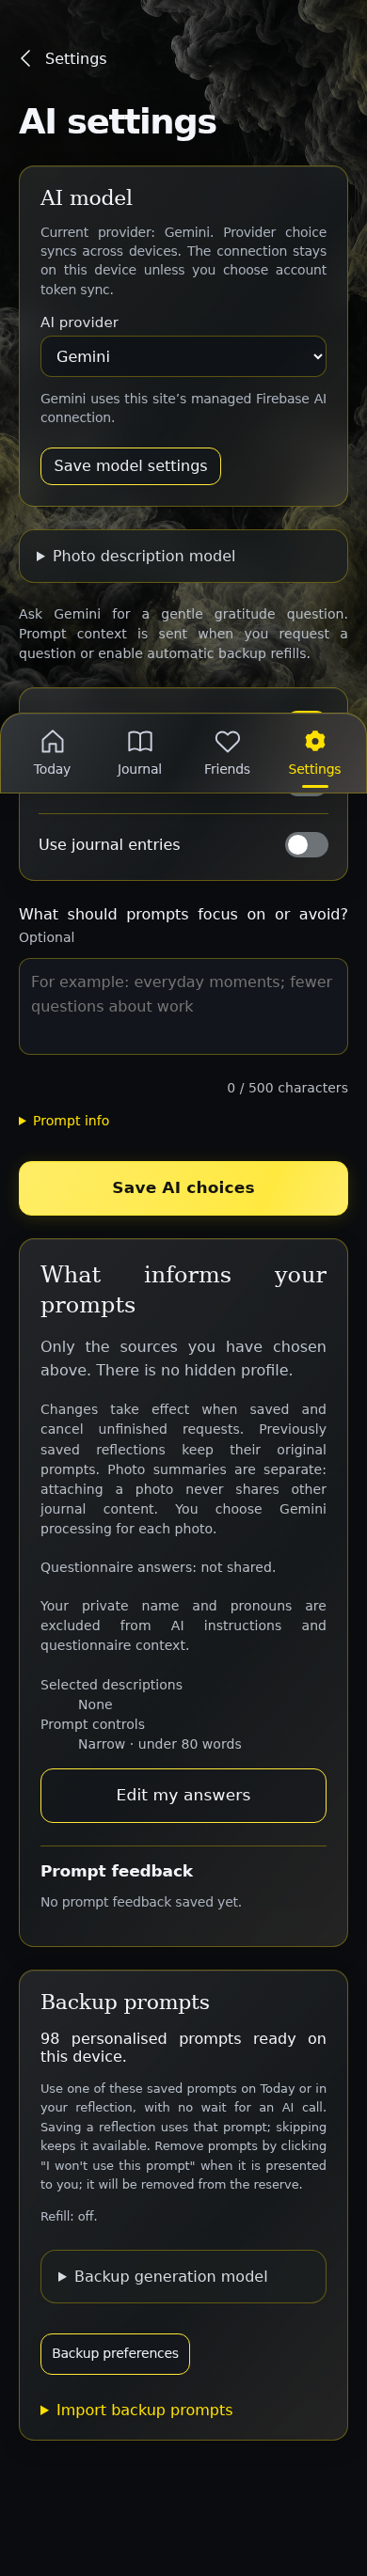 Settings
AI settings
AI model
Current provider: Gemini. Provider choice
syncs across devices. The connection stays
on this device unless you choose account
token sync.
AI provider
Gemini
Gemini uses this site’s managed Firebase AI
connection.
Save model settings
Photo description model
Ask Gemini for a gentle gratitude question.
Prompt context is sent when you request a
question or enable automatic backup refills.
Today
Journal
Friends
Settings
Use journal entries
What should prompts focus on or avoid?
Optional
For example: everyday moments; fewer
questions about work
0 / 500 characters
Prompt info
Save AI choices
What informs your
prompts
Only the sources you have chosen
above. There is no hidden profile.
Changes take effect when saved and
cancel unfinished requests. Previously
saved reflections keep their original
prompts. Photo summaries are separate:
attaching a photo never shares other
journal content. You choose Gemini
processing for each photo.
Questionnaire answers: not shared.
Your private name and pronouns are
excluded from AI instructions and
questionnaire context.
Selected descriptions
None
Prompt controls
Narrow · under 80 words
Edit my answers
Prompt feedback
No prompt feedback saved yet.
Backup prompts
98 personalised prompts ready on
this device.
Use one of these saved prompts on Today or in
your reflection, with no wait for an AI call.
Saving a reflection uses that prompt; skipping
keeps it available. Remove prompts by clicking
"I won't use this prompt" when it is presented
to you; it will be removed from the reserve.
Refill: off.
Backup generation model
Backup preferences
Import backup prompts